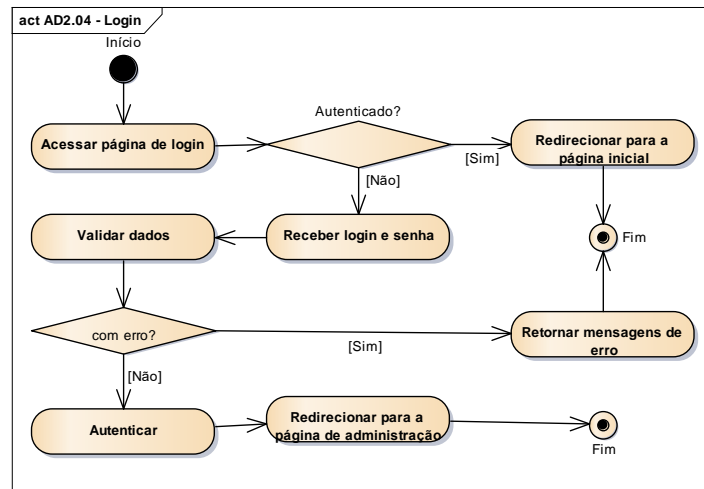 act AD2.04 - Login
Início
Acessar página de login
Autenticado?
[Sim]
Redirecionar para a
página inicial
[Não]
Validar dados
Receber login e senha
Fim
com erro?
[Sim]
Retornar mensagens de
erro
[Não]
Autenticar
Redirecionar para a
página de administração
Fim